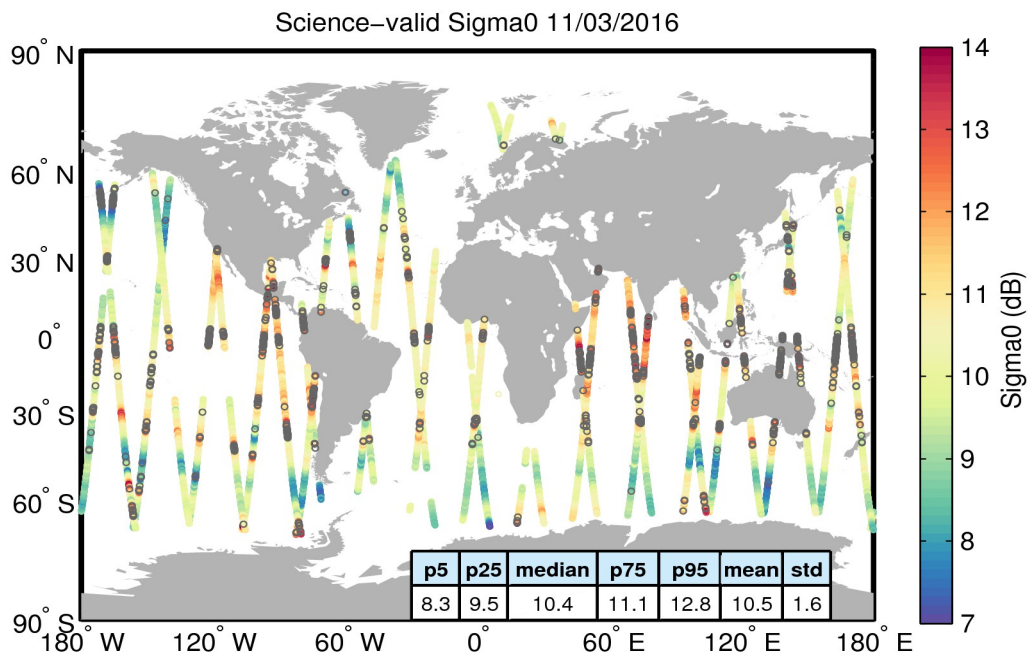 Science−valid Sigma0 11/03/2016
90° N
60° N
30° N
0°
30° S
60° S
90° S
180° W
120° W
60° W
0°
60° E
120° E
180° E
p5 p25 median p75 p95 mean std
8.3 9.5 10.4 11.1 12.8 10.5 1.6
14
13
12
11
10
9
8
7
Sigma0 (dB)